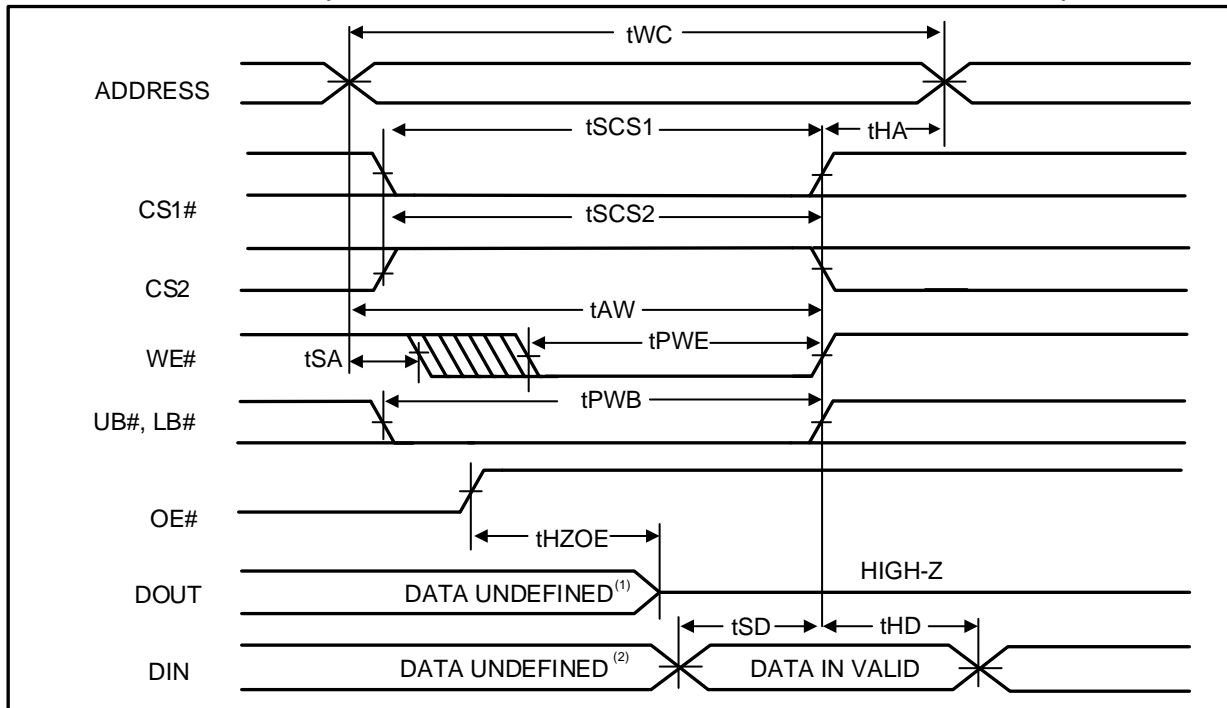 tWC
ADDRESS
tSCS1
tHA
CS1#
tSCS2
CS2
tAW
WE#
tSA
tPWE
UB#, LB#
tPWB
OE#
tHZOE
DOUT
DATA UNDEFINED (1)
HIGH-Z
tSD
tHD
DIN
DATA UNDEFINED (2)
DATA IN VALID